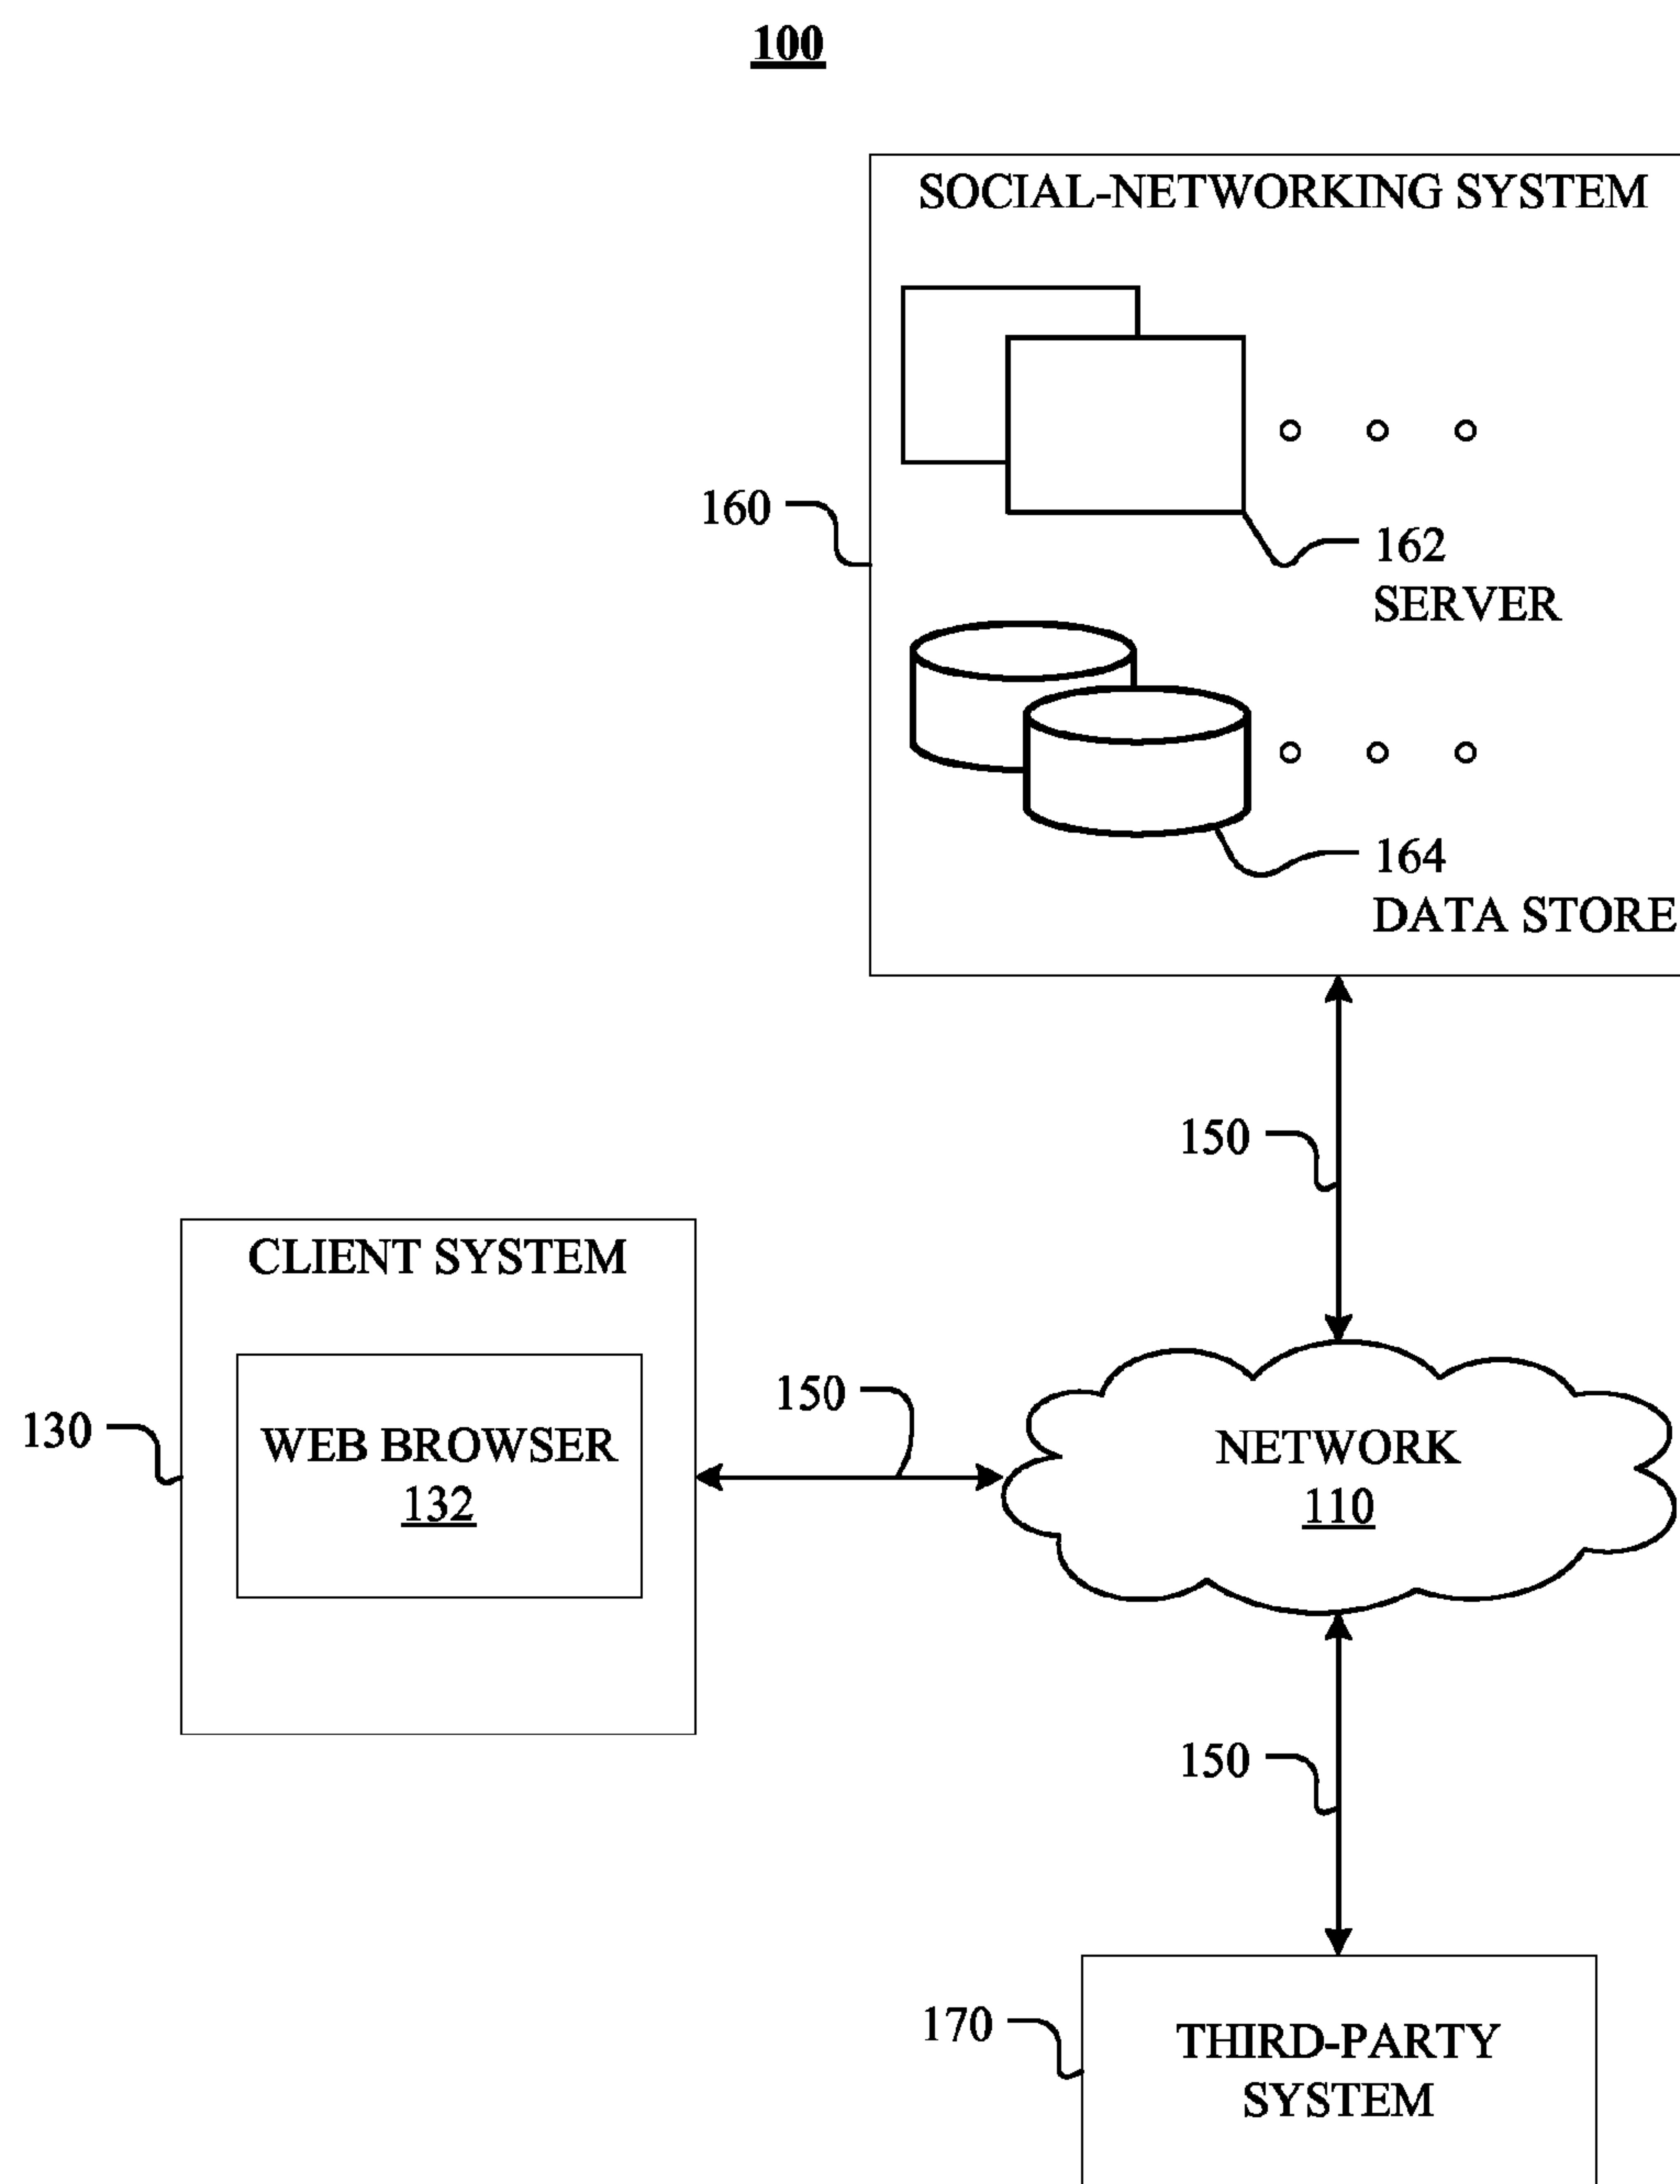 100
SOCIAL-NETWORKING SYSTEM
160
162
SERVER
164
DATA STORE
150
CLIENT SYSTEM
130
WEB BROWSER
132
150
NETWORK
110
150
170
THIRD-PARTY
SYSTEM